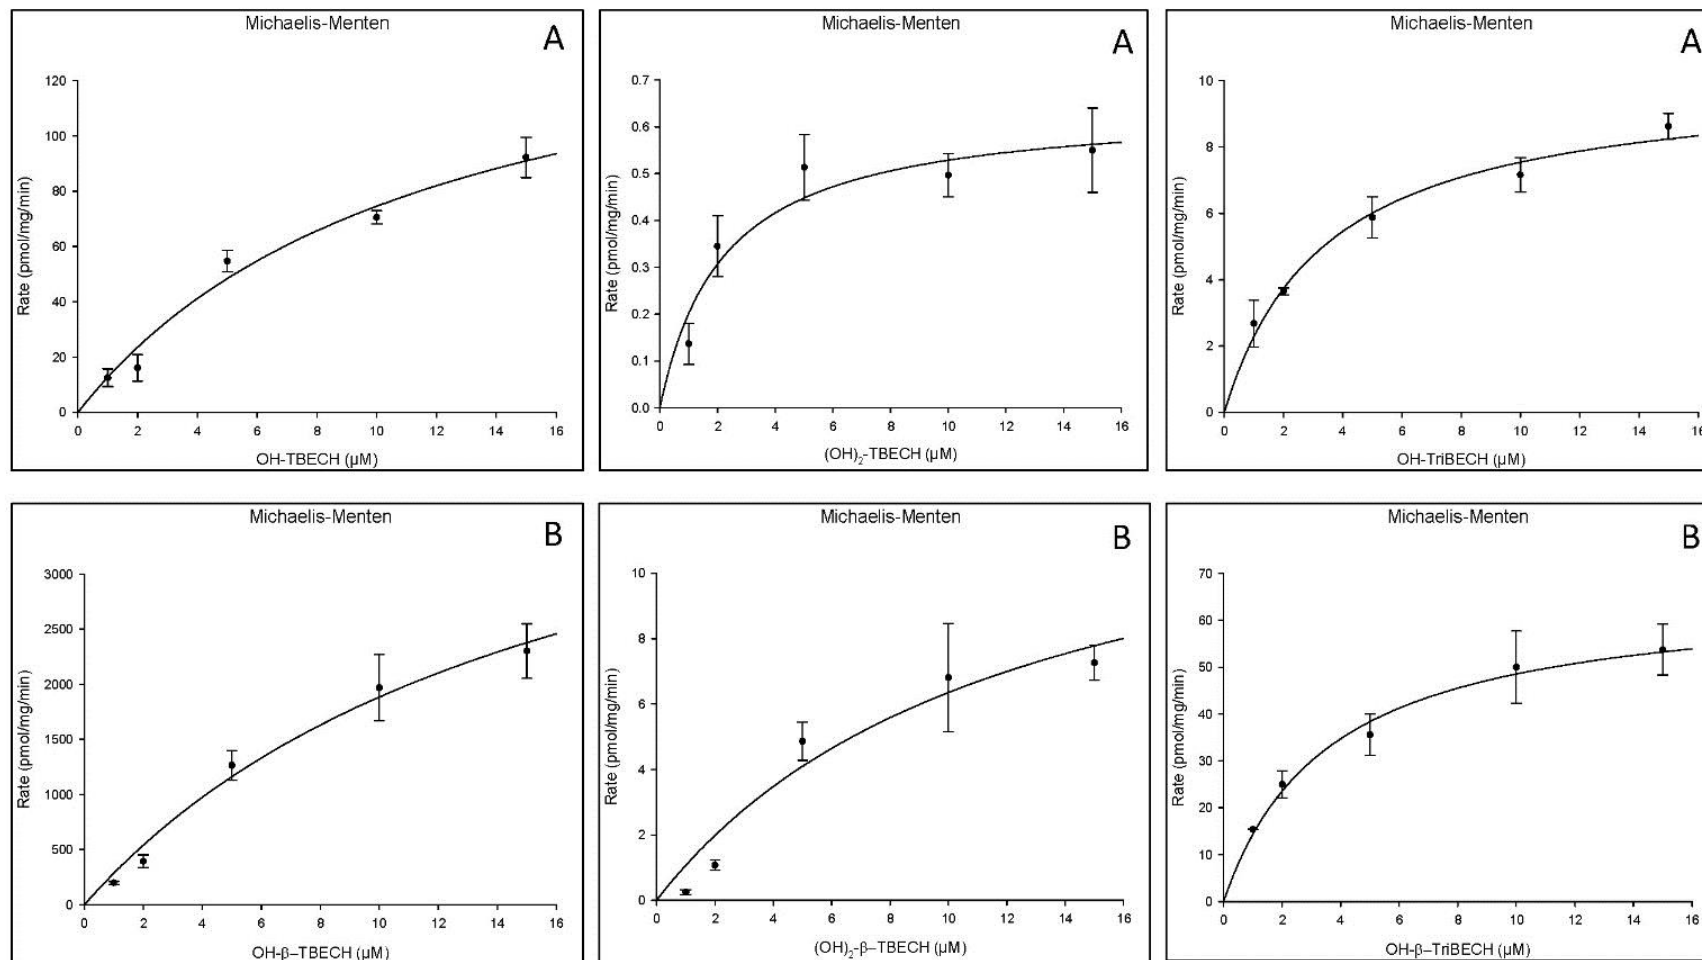 Michaelis-Menten
A
Rate (pmol/mg/min)
120
100
80
60
40
20
0
0 2 4 6 8 10 12 14 16
OH-TBECH (µM)
Michaelis-Menten
A
Rate (pmol/mg/min)
0.7
0.6
0.5
0.4
0.3
0.2
0.1
0.0
0 2 4 6 8 10 12 14 16
(OH)₂-TBECH (µM)
Michaelis-Menten
A
Rate (pmol/mg/min)
10
8
6
4
2
0
0 2 4 6 8 10 12 14 16
OH-TriBECH (µM)
Michaelis-Menten
B
Rate (pmol/mg/min)
3000
2500
2000
1500
1000
500
0
0 2 4 6 8 10 12 14 16
OH-β–TBECH (µM)
Michaelis-Menten
B
Rate (pmol/mg/min)
10
8
6
4
2
0
0 2 4 6 8 10 12 14 16
(OH)₂-β–TBECH (µM)
Michaelis-Menten
B
Rate (pmol/mg/min)
70
60
50
40
30
20
10
0
0 2 4 6 8 10 12 14 16
OH-β–TriBECH (µM)